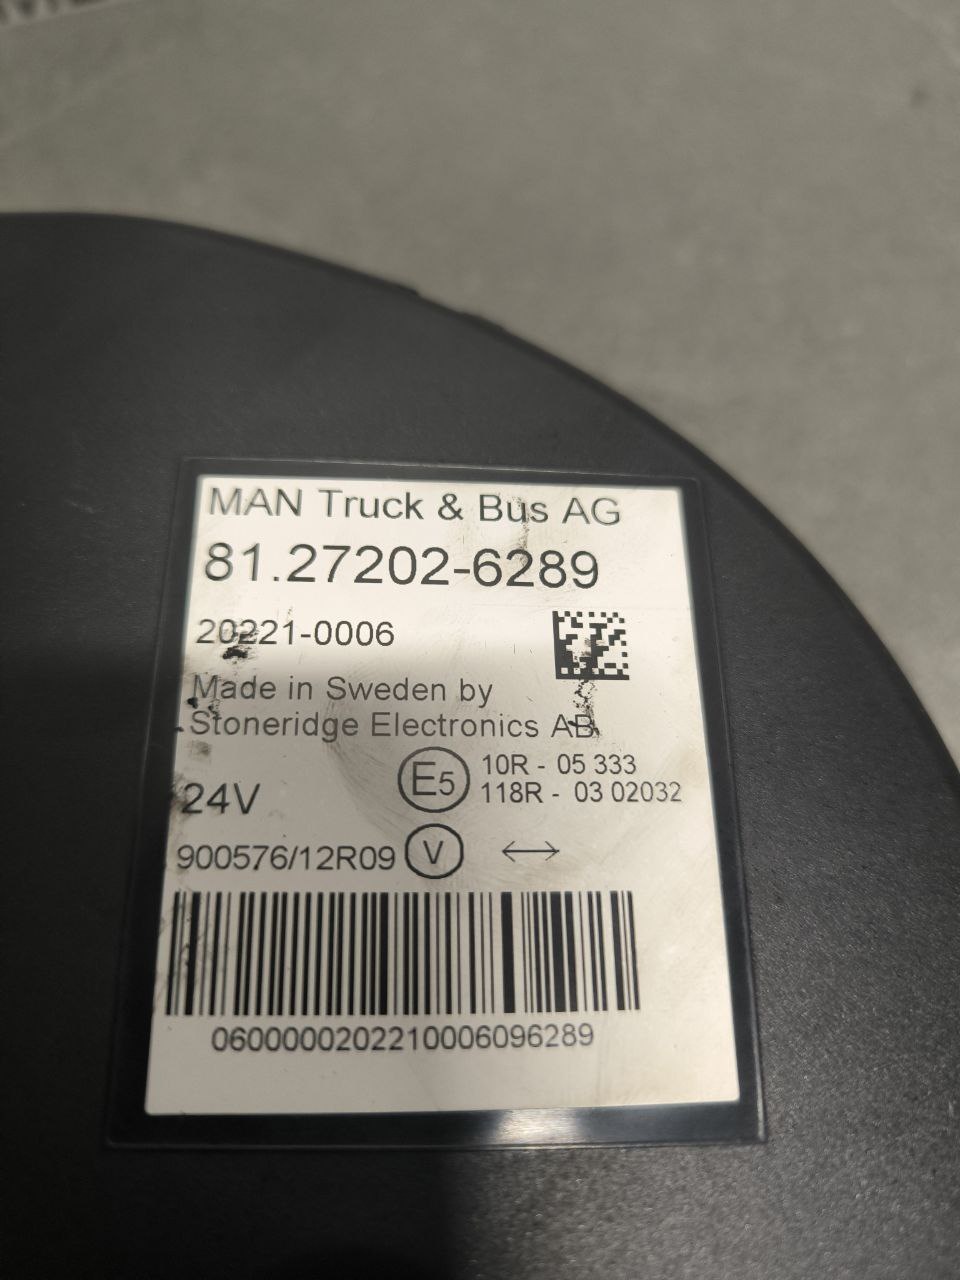 MAN Truck & Bus AG
81.27202-6289
20221-0006
Made in Sweden by
Stoneridge Electronics AB
E5 10R - 05 333
118R - 03 02032
24V
900576/12R09 V ↔
0600000202210006096289